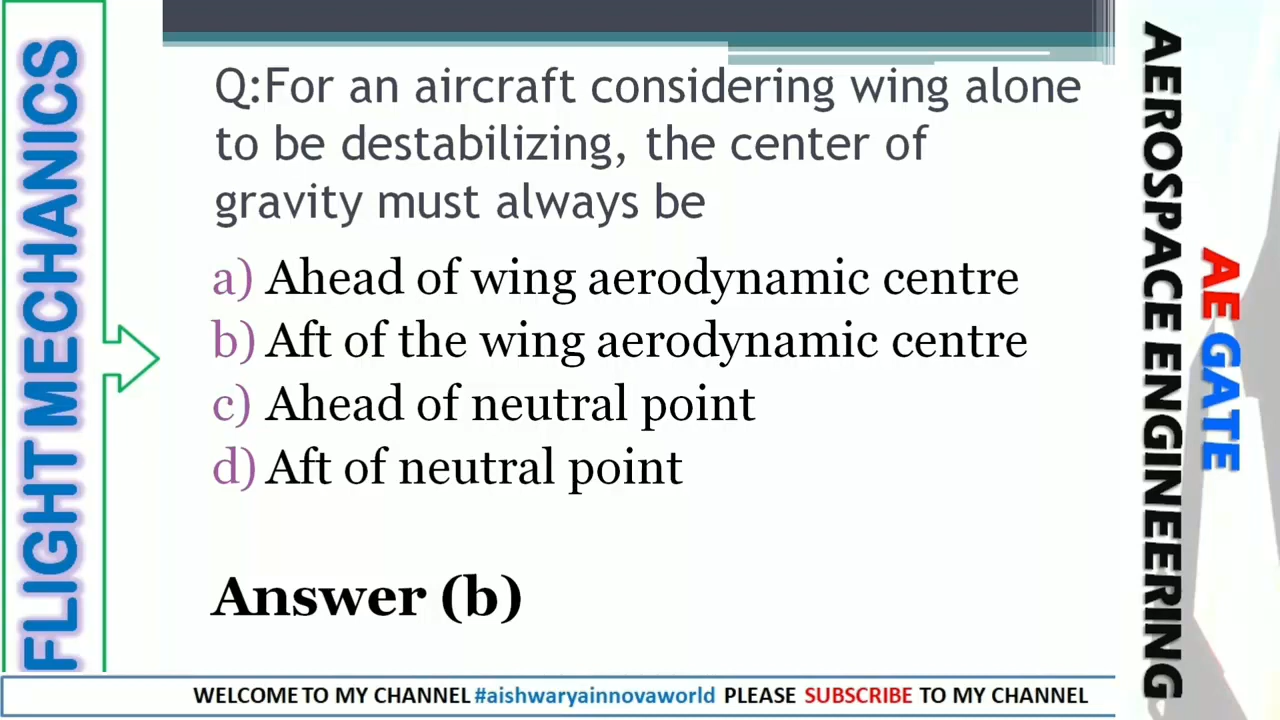 FLIGHT MECHANICS
Q:For an aircraft considering wing alone
to be destabilizing, the center of
gravity must always be
a) Ahead of wing aerodynamic centre
b) Aft of the wing aerodynamic centre
c) Ahead of neutral point
d) Aft of neutral point
Answer (b)
AEROSPACE ENGINEERING
AE GATE
WELCOME TO MY CHANNEL #aishwaryainnovaworld PLEASE SUBSCRIBE TO MY CHANNEL